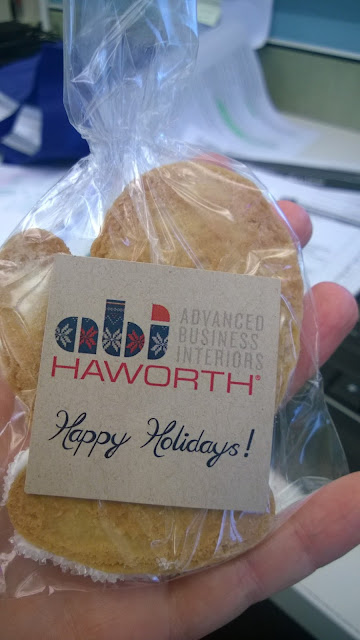 abi ADVANCED
BUSINESS
INTERIORS
HAWORTH®
Happy Holidays!